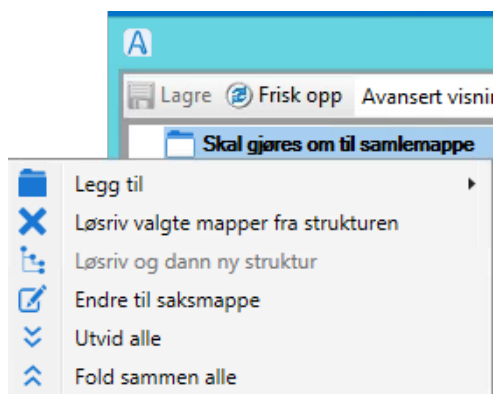 A
Lagre Frisk opp Avansert visni
Skal gjøres om til samlemappe
Legg til
Løsriv valgte mapper fra strukturen
Løsriv og dann ny struktur
Endre til saksmappe
Utvid alle
Fold sammen alle